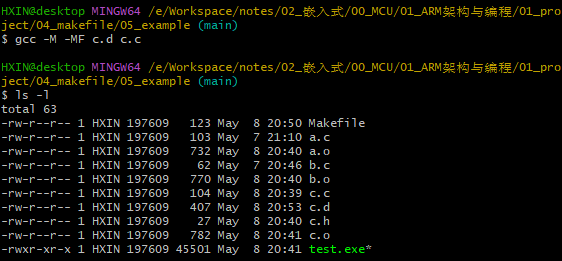 HXIN@desktop MINGW64 /e/Workspace/notes/02_嵌入式/00_MCU/01_ARM架构与编程/01_pro
ject/04_makefile/05_example (main)
$ gcc -M -MF c.d c.c
HXIN@desktop MINGW64 /e/Workspace/notes/02_嵌入式/00_MCU/01_ARM架构与编程/01_pro
ject/04_makefile/05_example (main)
$ ls -l
total 63
-rw-r--r-- 1 HXIN 197609   123 May  8 20:50 Makefile
-rw-r--r-- 1 HXIN 197609   103 May  7 21:10 a.c
-rw-r--r-- 1 HXIN 197609   732 May  8 20:40 a.o
-rw-r--r-- 1 HXIN 197609    62 May  7 20:46 b.c
-rw-r--r-- 1 HXIN 197609   770 May  8 20:40 b.o
-rw-r--r-- 1 HXIN 197609   104 May  8 20:39 c.c
-rw-r--r-- 1 HXIN 197609   407 May  8 20:53 c.d
-rw-r--r-- 1 HXIN 197609    27 May  8 20:40 c.h
-rw-r--r-- 1 HXIN 197609   782 May  8 20:41 c.o
-rwxr-xr-x 1 HXIN 197609 45501 May  8 20:41 test.exe*